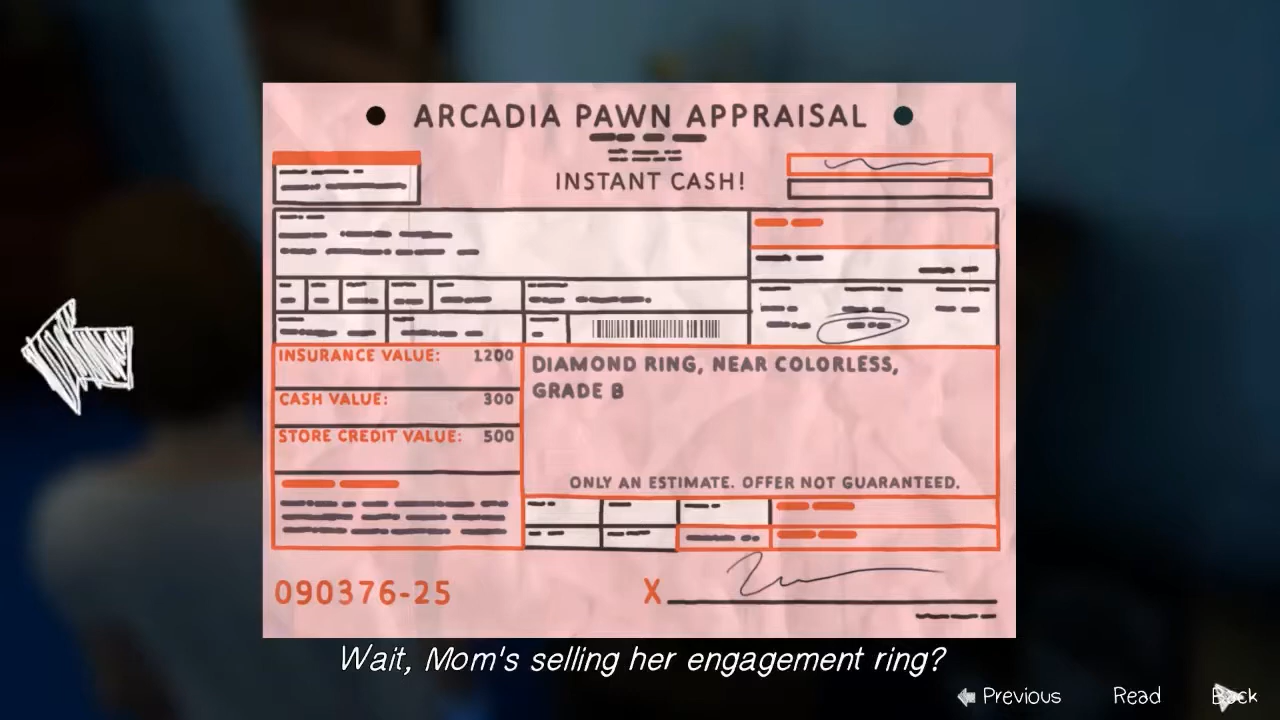 ARCADIA PAWN APPRAISAL
INSTANT CASH!
INSURANCE VALUE: 1200
CASH VALUE: 300
STORE CREDIT VALUE: 500
DIAMOND RING, NEAR COLORLESS,
GRADE B
ONLY AN ESTIMATE. OFFER NOT GUARANTEED.
090376-25
X
Wait, Mom's selling her engagement ring?
Previous Read Back